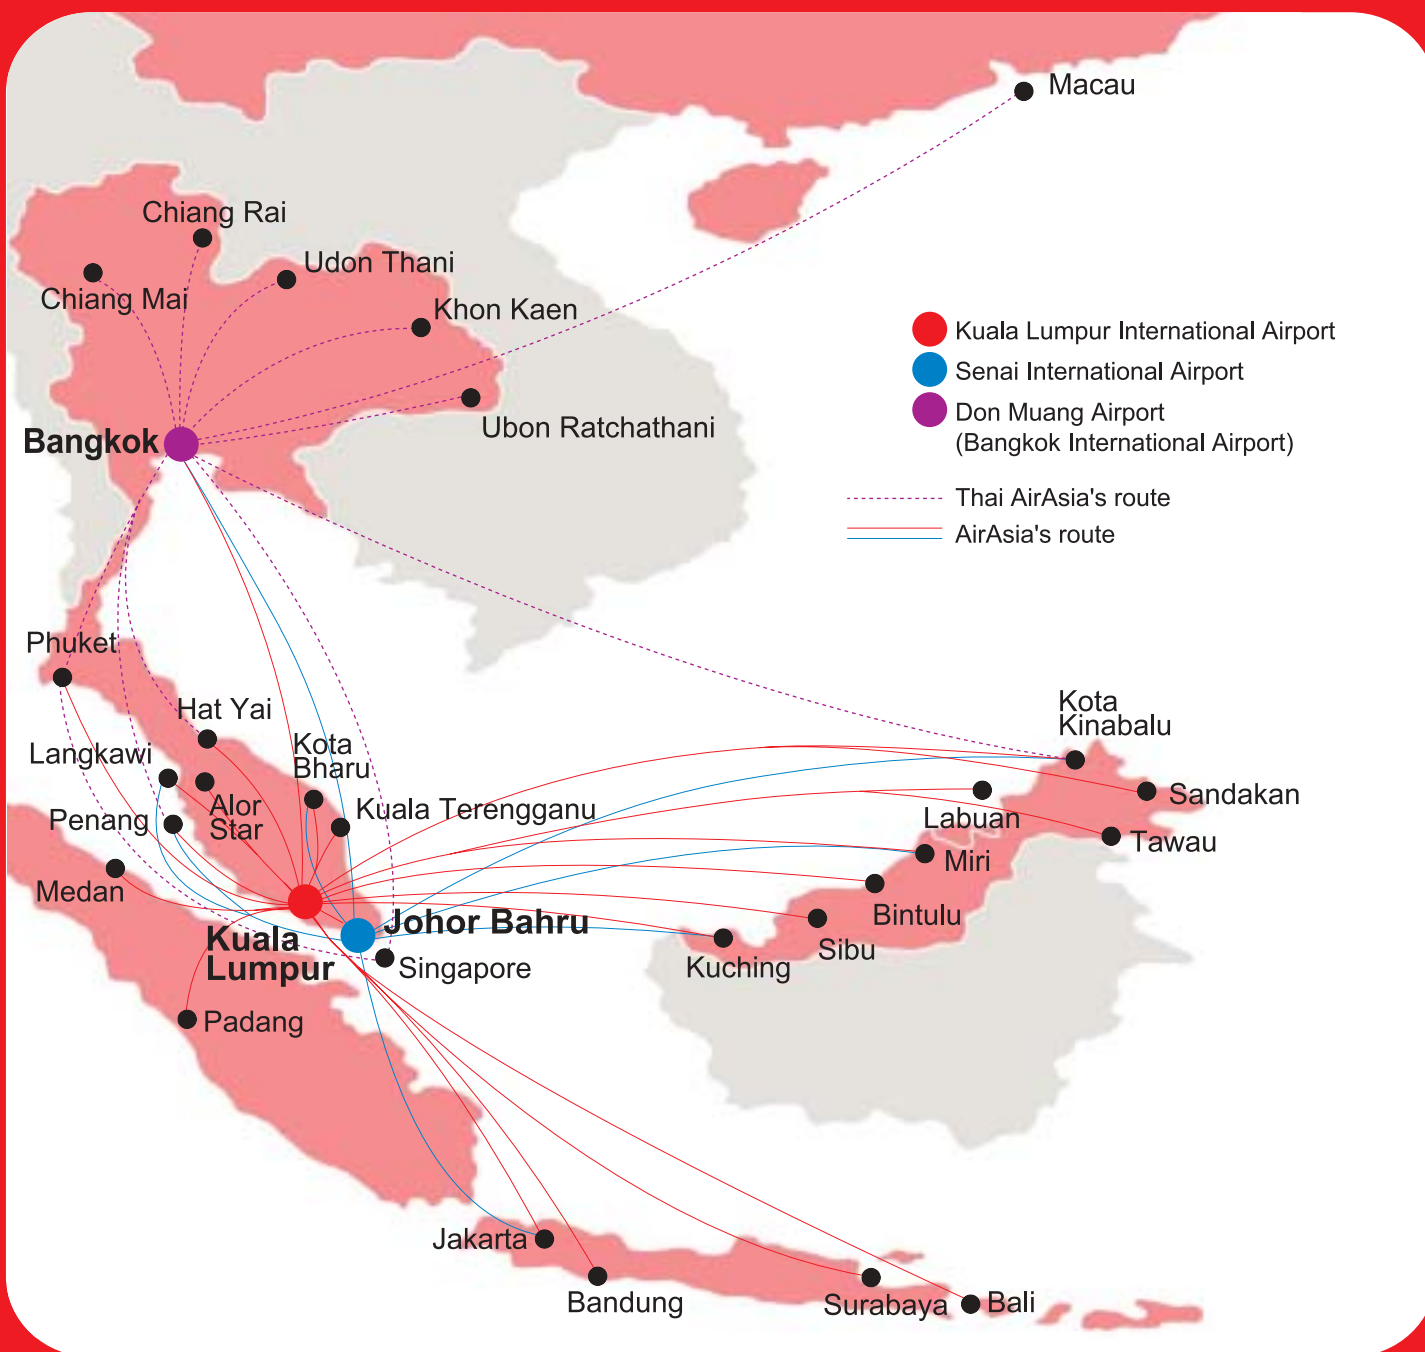 Macau
Chiang Rai
Udon Thani
Chiang Mai
Khon Kaen
Kuala Lumpur International Airport
Senai International Airport
Don Muang Airport
(Bangkok International Airport)
Ubon Ratchathani
Bangkok
Thai AirAsia's route
AirAsia's route
Phuket
Hat Yai
Kota
Kinabalu
Langkawi
Kota
Bharu
Alor
Star
Kuala Terengganu
Penang
Labuan
Sandakan
Tawau
Medan
Miri
Bintulu
Johor Bahru
Kuala
Lumpur
Sibu
Singapore
Kuching
Padang
Jakarta
Bandung
Surabaya
Bali